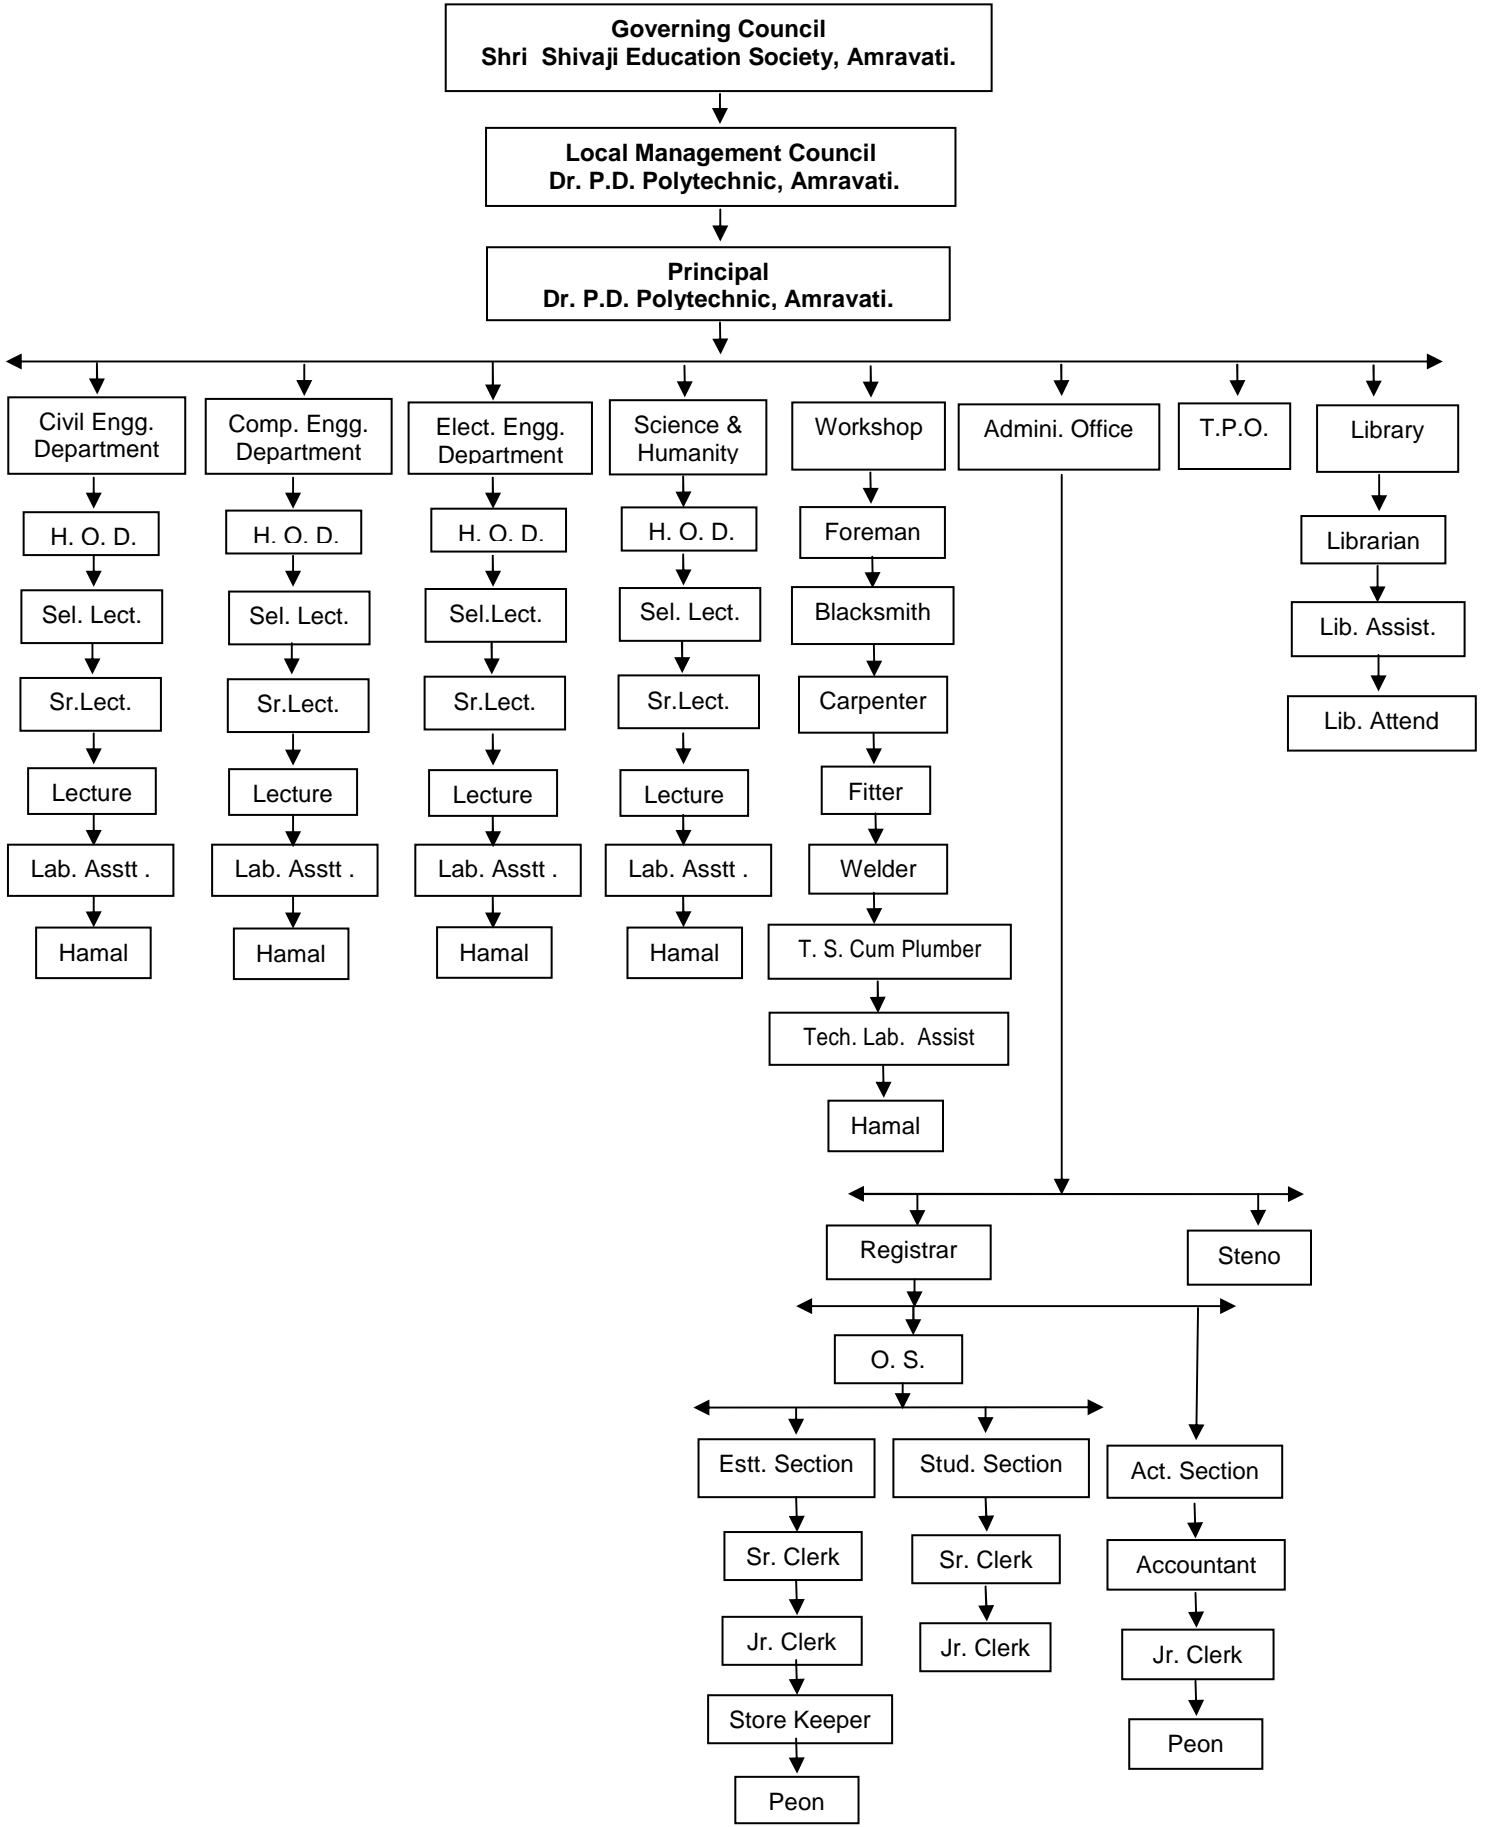 Governing Council
Shri Shivaji Education Society, Amravati.
Local Management Council
Dr. P.D. Polytechnic, Amravati.
Principal
Dr. P.D. Polytechnic, Amravati.
Civil Engg.
Department
Comp. Engg.
Department
Elect. Engg.
Department
Science &
Humanity
Workshop
Admini. Office
T.P.O.
Library
H. O. D.
H. O. D.
H. O. D.
H. O. D.
Foreman
Librarian
Sel. Lect.
Sel. Lect.
Sel.Lect.
Sel. Lect.
Blacksmith
Lib. Assist.
Sr.Lect.
Sr.Lect.
Sr.Lect.
Sr.Lect.
Carpenter
Lib. Attend
Lecture
Lecture
Lecture
Lecture
Fitter
Lab. Asstt .
Lab. Asstt .
Lab. Asstt .
Lab. Asstt .
Welder
Hamal
Hamal
Hamal
Hamal
T. S. Cum Plumber
Tech. Lab. Assist
Hamal
Registrar
Steno
O. S.
Estt. Section
Stud. Section
Act. Section
Sr. Clerk
Sr. Clerk
Accountant
Jr. Clerk
Jr. Clerk
Jr. Clerk
Store Keeper
Peon
Peon